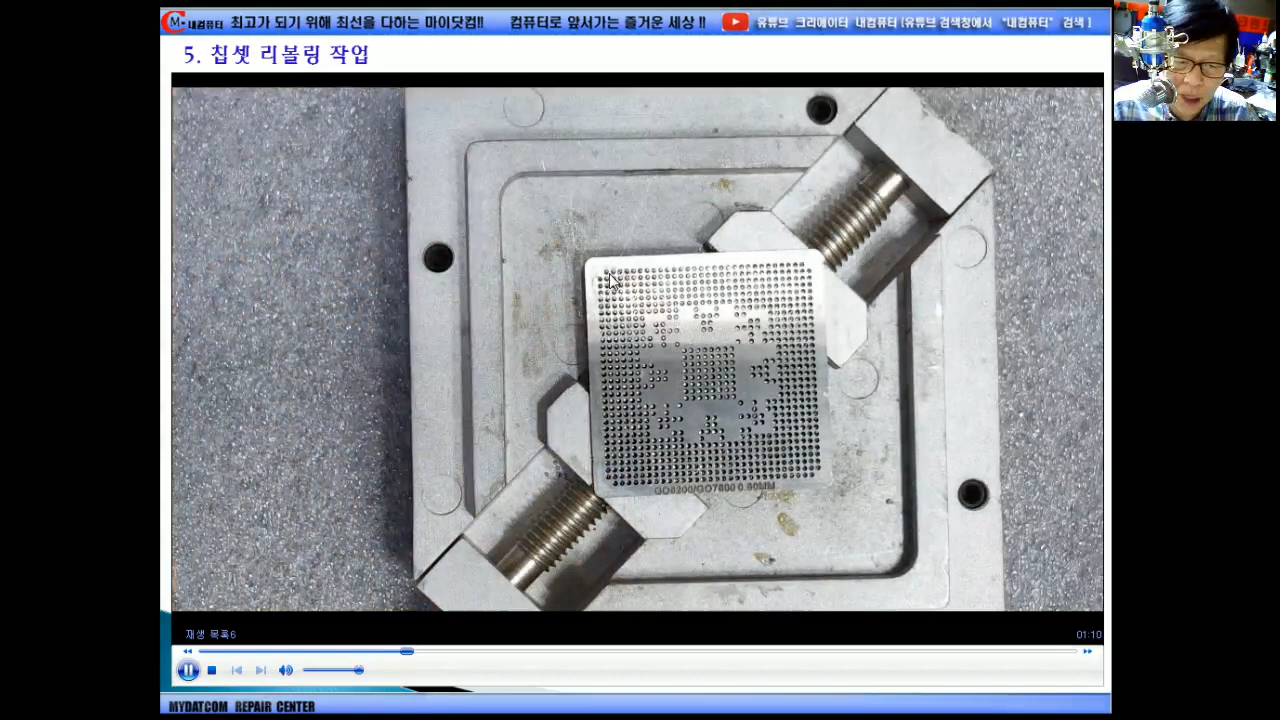 내컴퓨터 최고가 되기 위해 최선을 다하는 마이닷컴!! 컴퓨터로 앞서가는 즐거운 세상 !! 유튜브 크리에이터 내컴퓨터 [유튜브 검색창에서 "내컴퓨터" 검색 ]
5. 칩셋 리볼링 작업
GO6200/GO7600 0.60MM
재생 목록6
01:10
MYDATCOM REPAIR CENTER